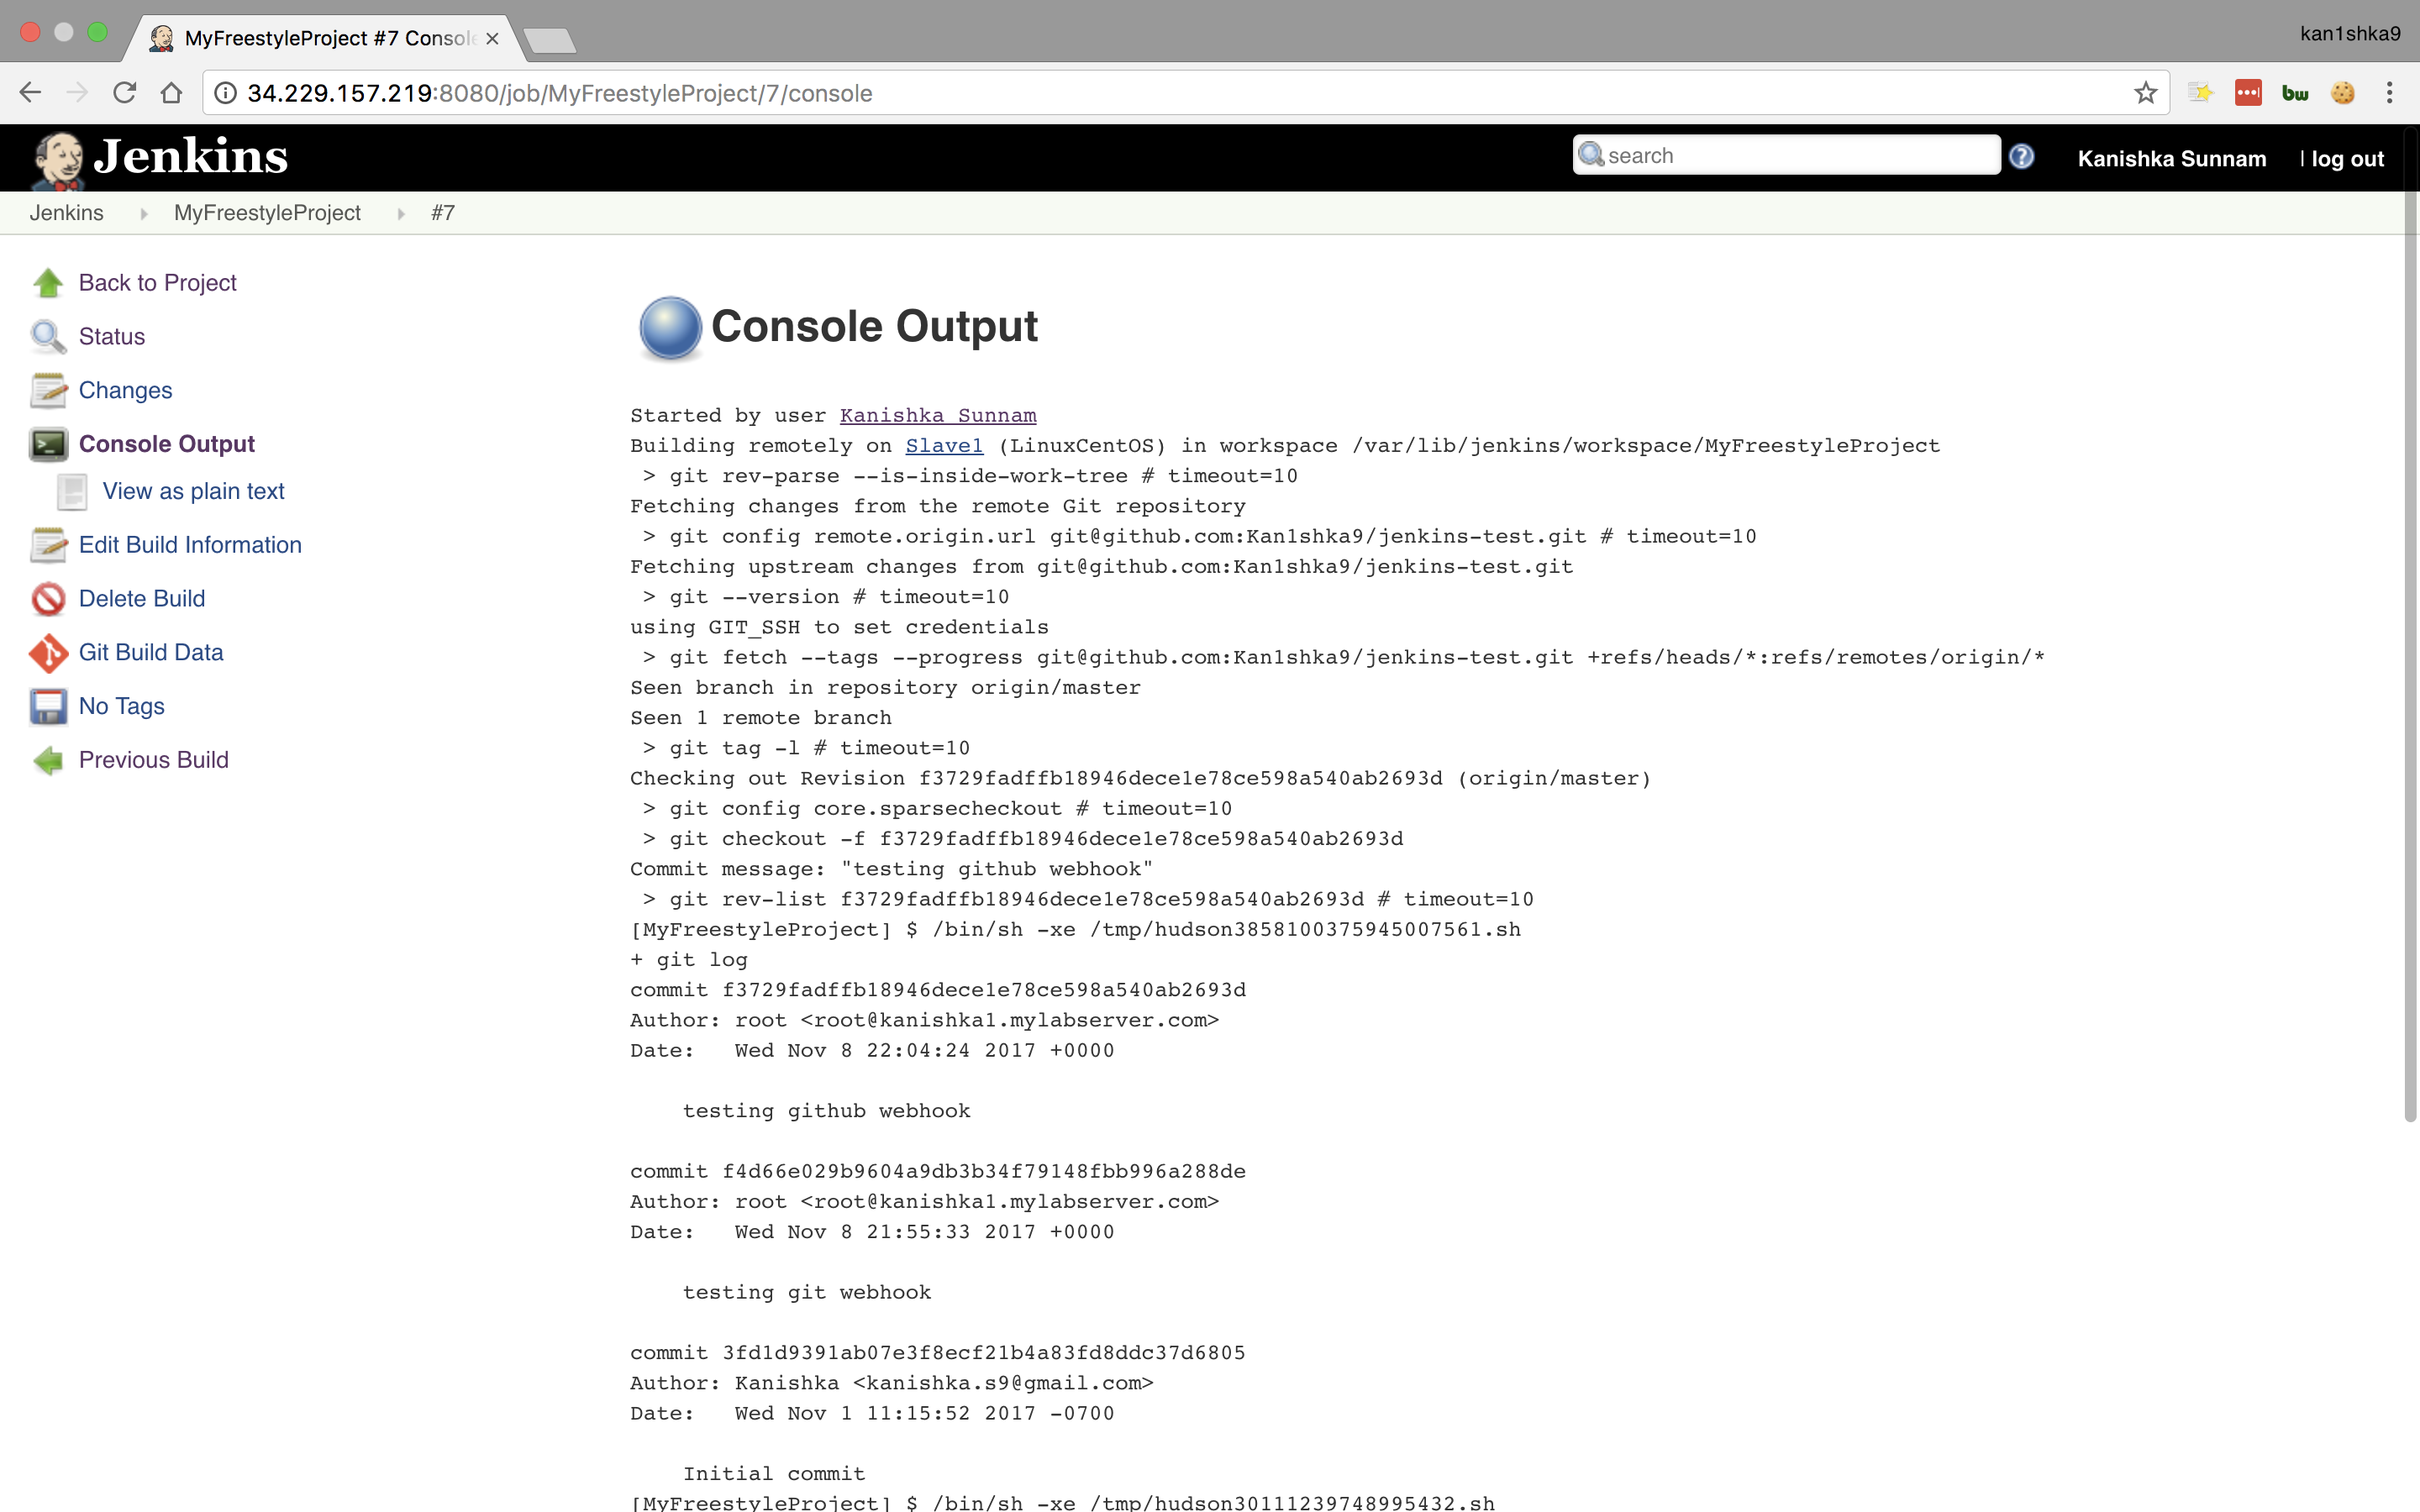 MyFreestyleProject #7 Console
kan1shka9
34.229.157.219:8080/job/MyFreestyleProject/7/console
bw
Jenkins
search
Kanishka Sunnam
| log out
Jenkins
MyFreestyleProject
#7
Back to Project
Status
Changes
Console Output
View as plain text
Edit Build Information
Delete Build
Git Build Data
No Tags
Previous Build
Console Output
Started by user Kanishka Sunnam
Building remotely on Slave1 (LinuxCentOS) in workspace /var/lib/jenkins/workspace/MyFreestyleProject
 > git rev-parse --is-inside-work-tree # timeout=10
Fetching changes from the remote Git repository
 > git config remote.origin.url git@github.com:Kan1shka9/jenkins-test.git # timeout=10
Fetching upstream changes from git@github.com:Kan1shka9/jenkins-test.git
 > git --version # timeout=10
using GIT_SSH to set credentials
 > git fetch --tags --progress git@github.com:Kan1shka9/jenkins-test.git +refs/heads/*:refs/remotes/origin/*
Seen branch in repository origin/master
Seen 1 remote branch
 > git tag -l # timeout=10
Checking out Revision f3729fadffb18946dece1e78ce598a540ab2693d (origin/master)
 > git config core.sparsecheckout # timeout=10
 > git checkout -f f3729fadffb18946dece1e78ce598a540ab2693d
Commit message: "testing github webhook"
 > git rev-list f3729fadffb18946dece1e78ce598a540ab2693d # timeout=10
[MyFreestyleProject] $ /bin/sh -xe /tmp/hudson3858100375945007561.sh
+ git log
commit f3729fadffb18946dece1e78ce598a540ab2693d
Author: root <root@kanishka1.mylabserver.com>
Date:   Wed Nov 8 22:04:24 2017 +0000
    testing github webhook
commit f4d66e029b9604a9db3b34f79148fbb996a288de
Author: root <root@kanishka1.mylabserver.com>
Date:   Wed Nov 8 21:55:33 2017 +0000
    testing git webhook
commit 3fd1d9391ab07e3f8ecf21b4a83fd8ddc37d6805
Author: Kanishka <kanishka.s9@gmail.com>
Date:   Wed Nov 1 11:15:52 2017 -0700
    Initial commit
[MyFreestyleProject] $ /bin/sh -xe /tmp/hudson30111239748995432.sh